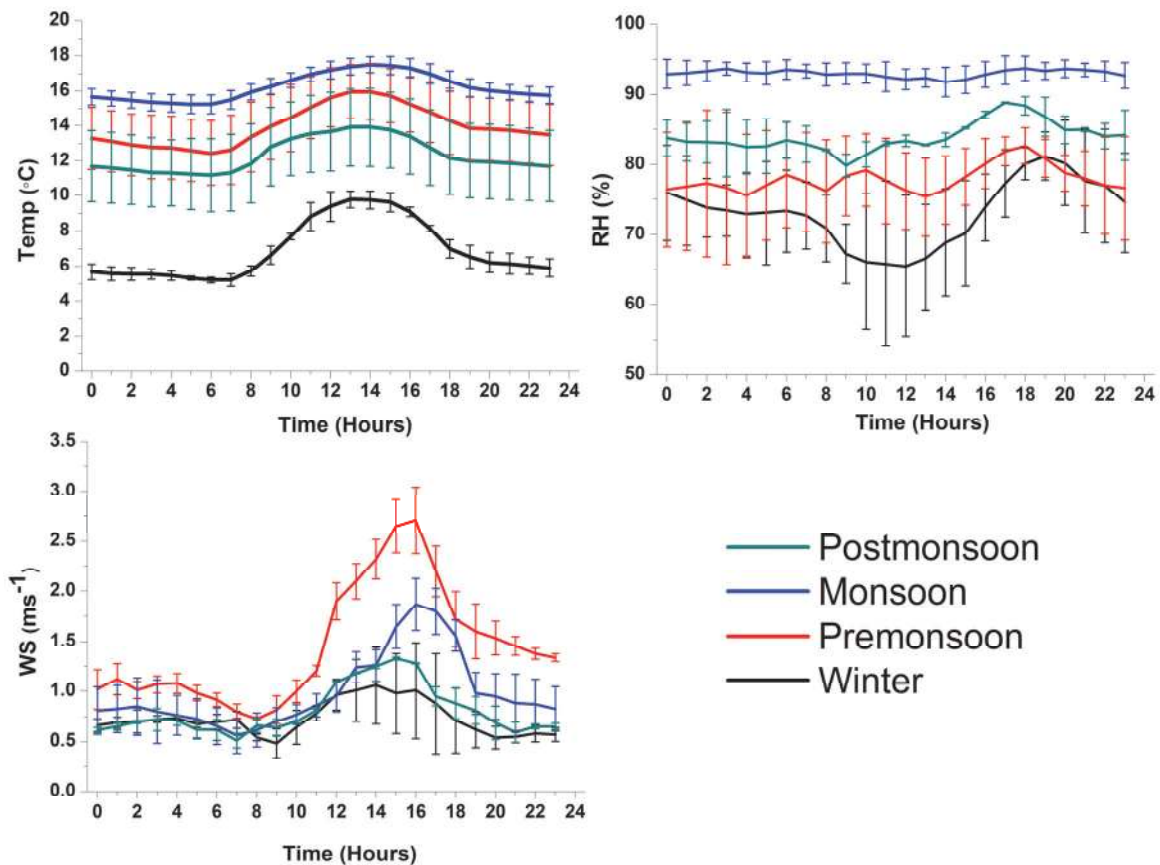 20
18
16
14
12
10
8
6
4
2
0
Temp (°C)
0 2 4 6 8 10 12 14 16 18 20 22 24
Time (Hours)
100
90
80
70
60
50
RH (%)
0 2 4 6 8 10 12 14 16 18 20 22 24
Time (Hours)
3.5
3.0
2.5
2.0
1.5
1.0
0.5
0.0
WS (ms⁻¹)
0 2 4 6 8 10 12 14 16 18 20 22 24
Time (Hours)
Postmonsoon
Monsoon
Premonsoon
Winter